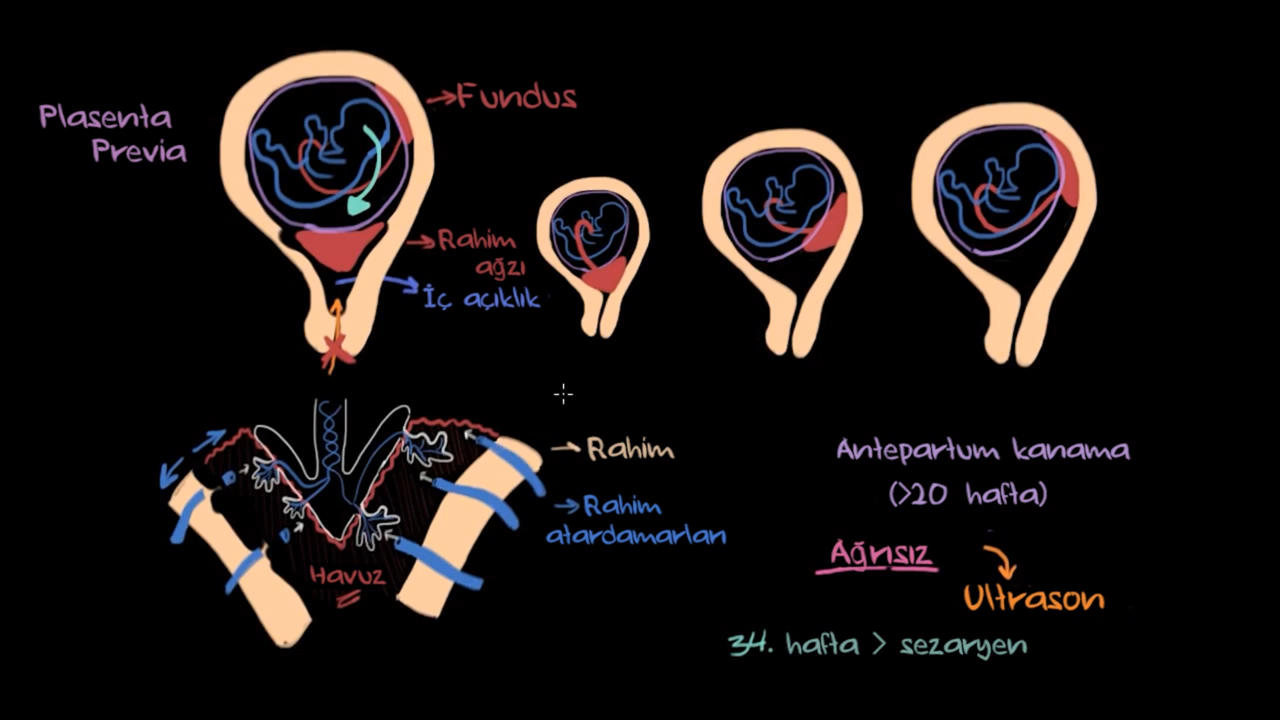 Plasenta
Previa
Fundus
Rahim
ağzı
İç açıklık
Rahim
Rahim
atardamarları
Havuz
Antepartum kanama
(>20 hafta)
Ağrısız
Ultrason
34. hafta > sezaryen